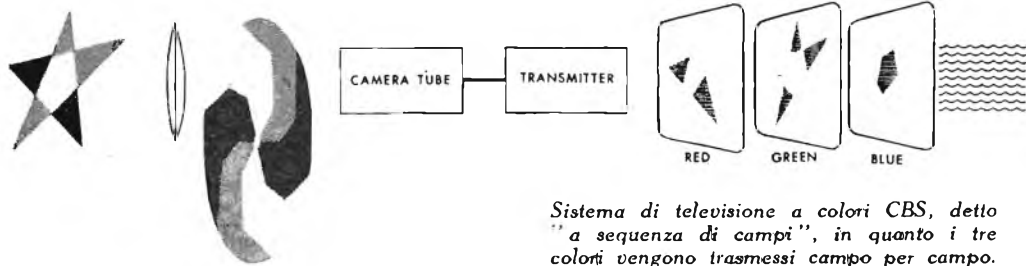 CAMERA TUBE
TRANSMITTER
RED
GREEN
BLUE
Sistema di televisione a colori CBS, detto
"a sequenza di campi", in quanto i tre
colori vengono trasmessi campo per campo.